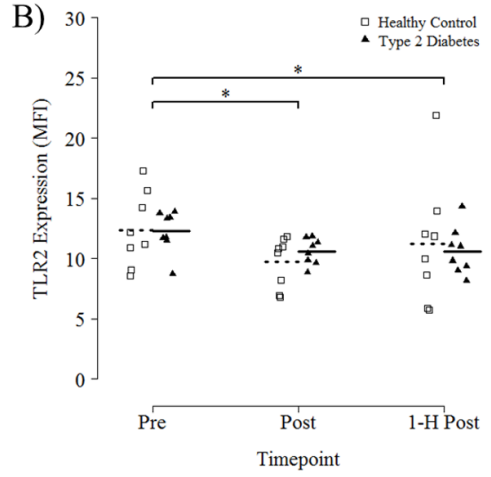 B)
Healthy Control
Type 2 Diabetes
TLR2 Expression (MFI)
30
25
20
15
10
5
0
*
*
Pre
Post
1-H Post
Timepoint